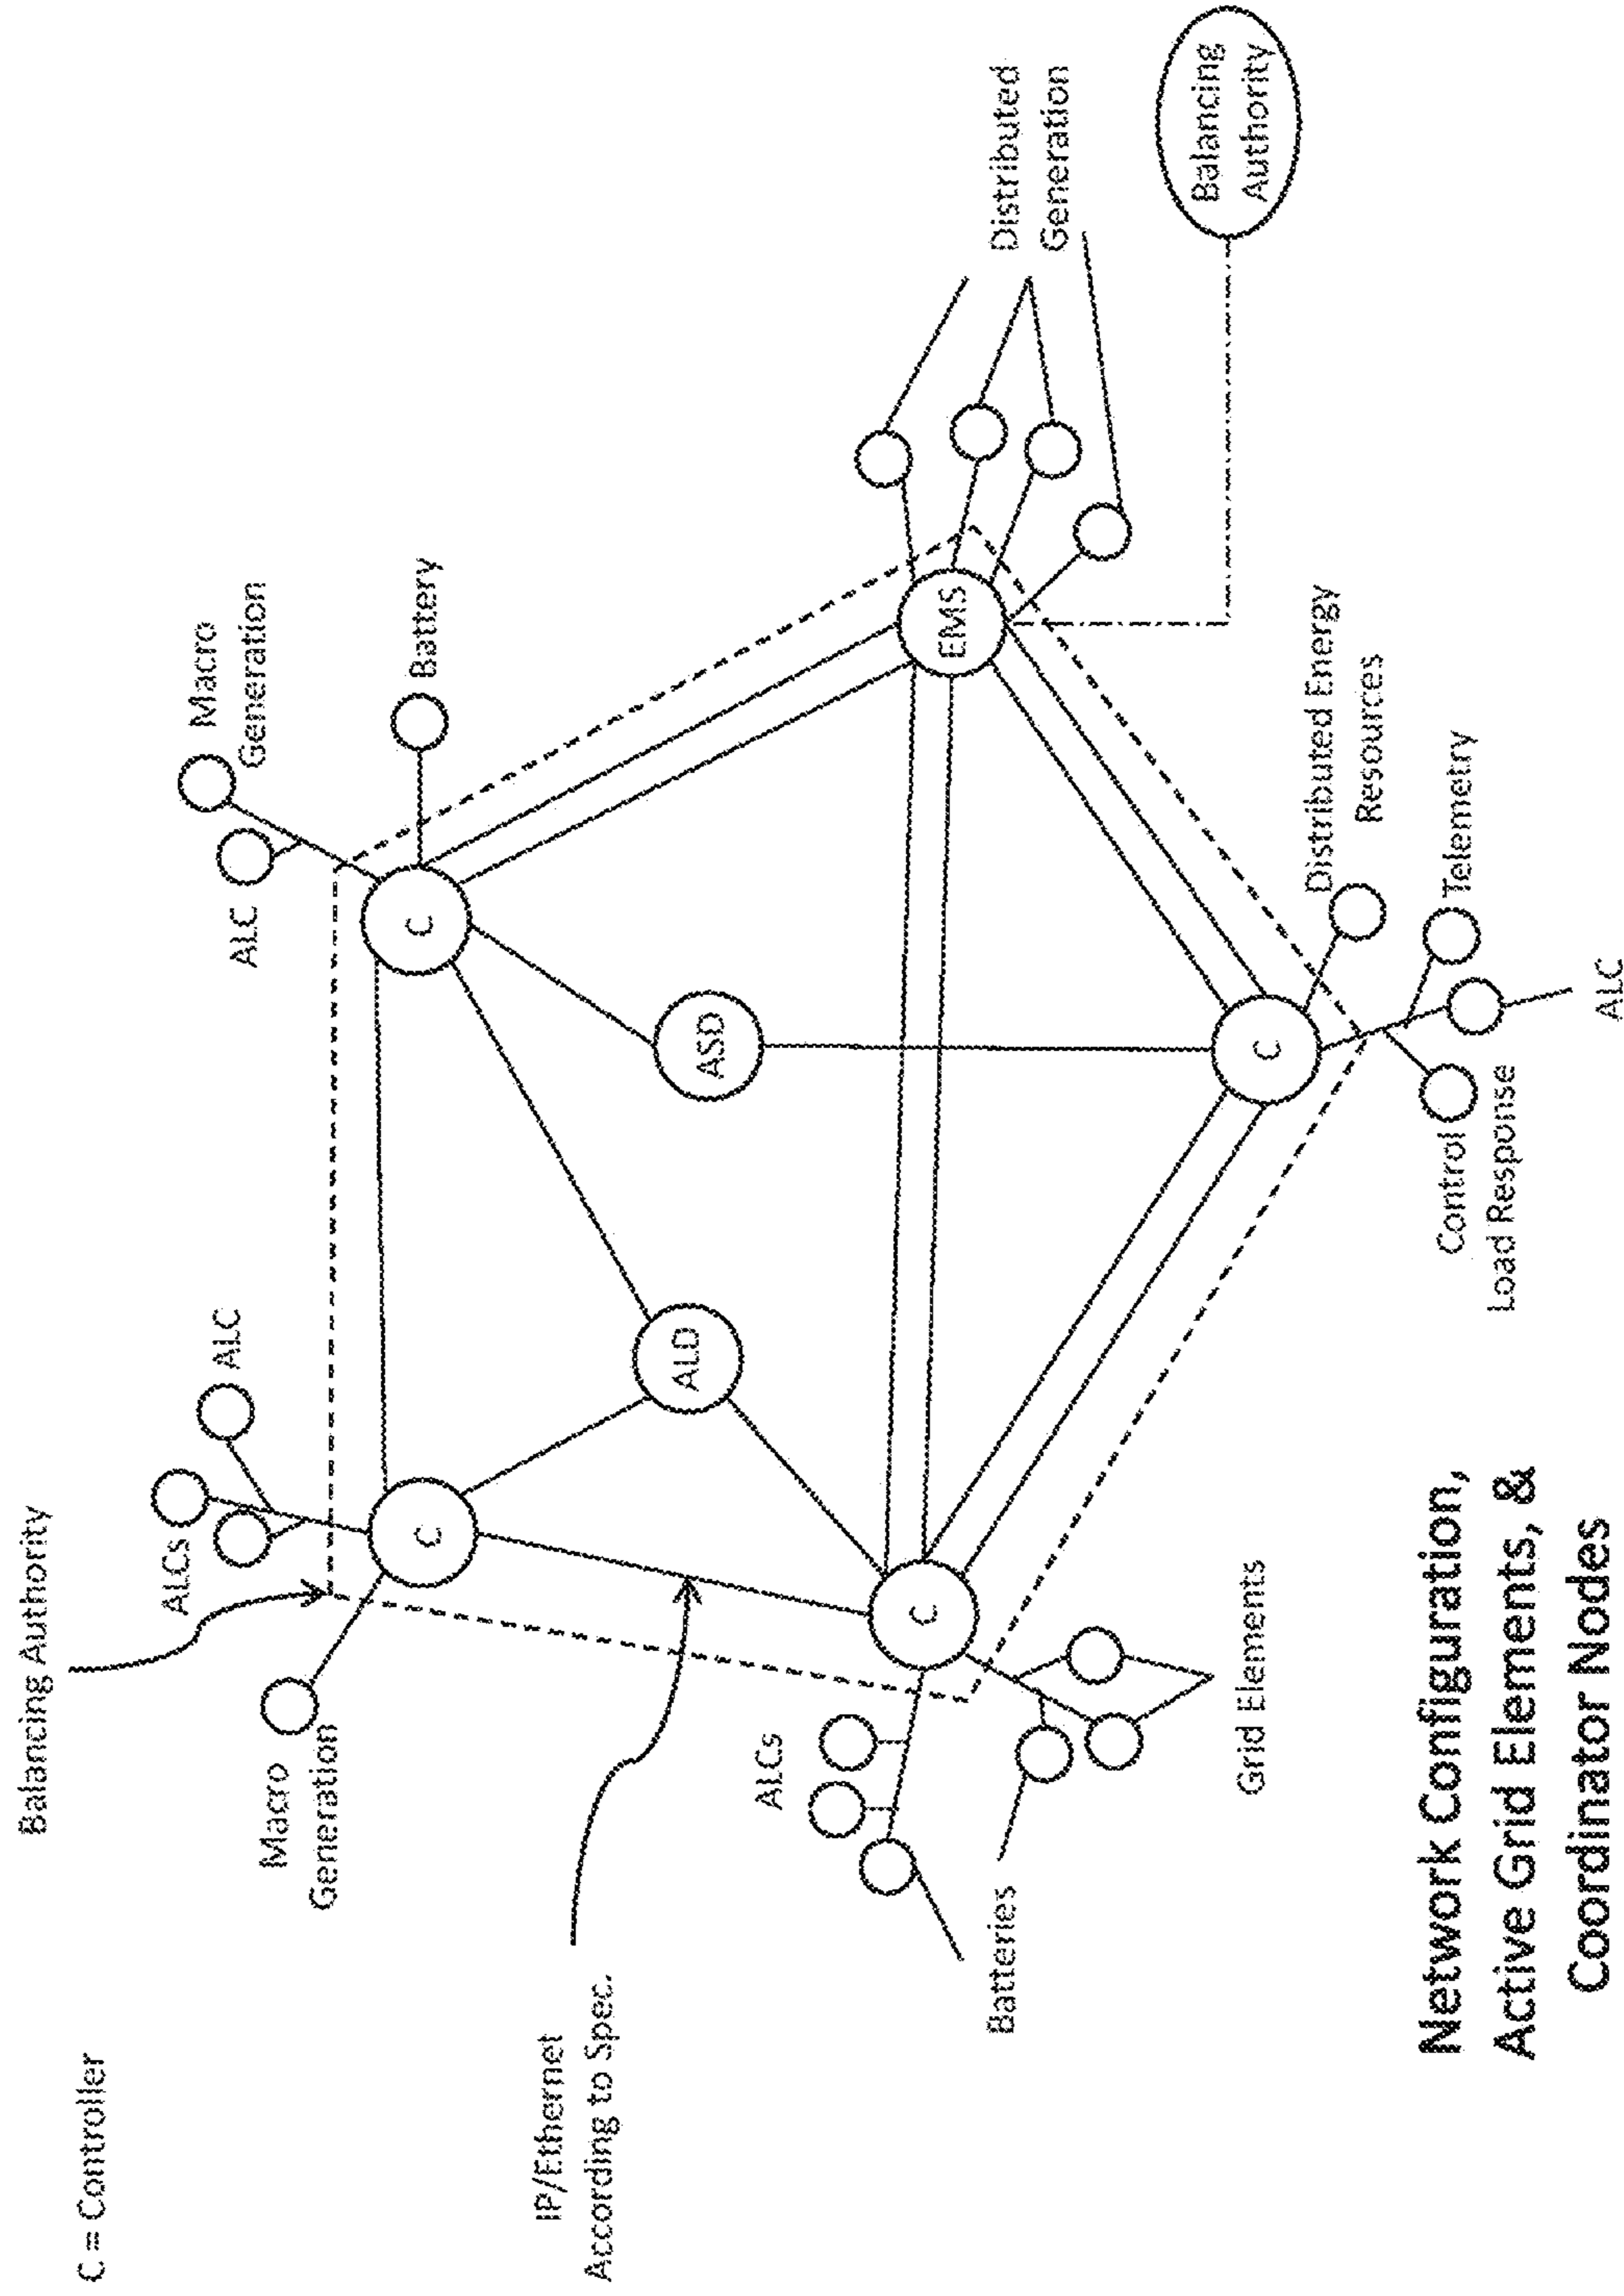 C = Controller
Balancing Authority
IP/Ethernet
According to Spec.
Macro
Generation
ALCs
ALC
C
ALC
Macro
Generation
C
Battery
ALD
ASD
ALCs
Batteries
C
EMS
Distributed
Generation
Grid Elements
C
Control
Load Response
ALC
Telemetry
Distributed Energy
Resources
Balancing
Authority
Network Configuration,
Active Grid Elements, &
Coordinator Nodes